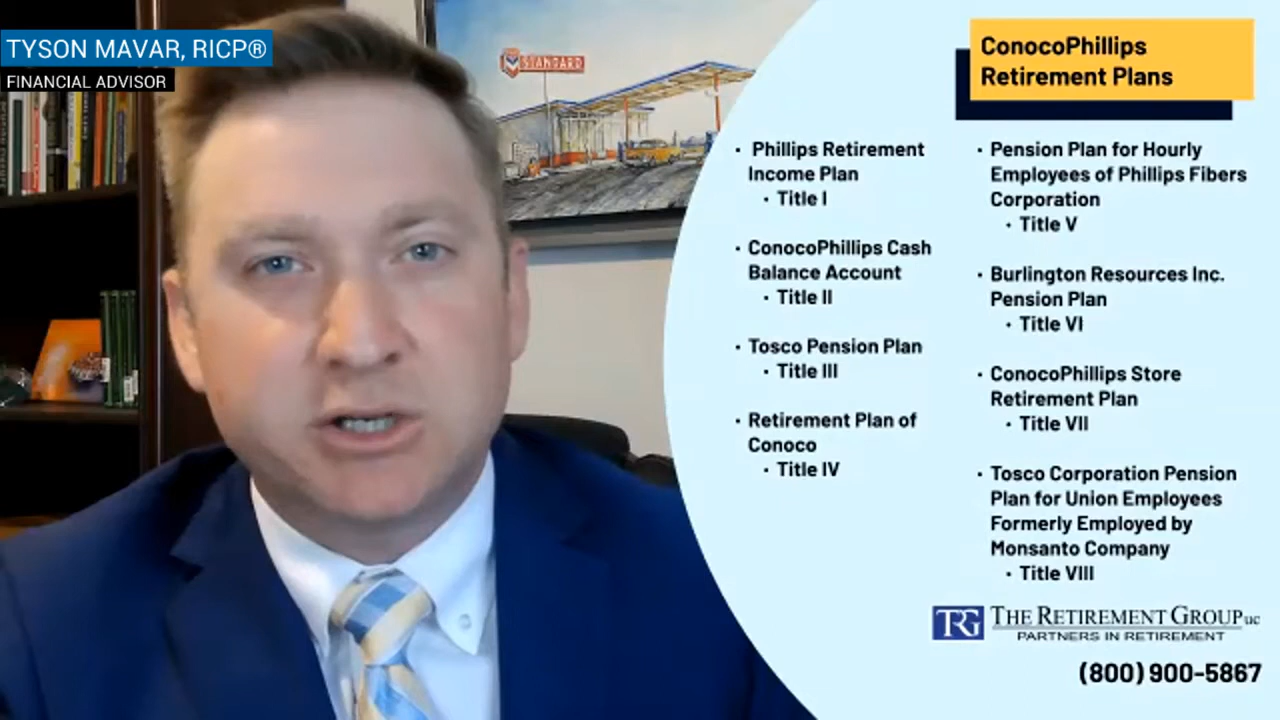 TYSON MAVAR, RICP®
FINANCIAL ADVISOR
STANDARD
ConocoPhillips
Retirement Plans
• Phillips Retirement
Income Plan
• Title I
• ConocoPhillips Cash
Balance Account
• Title II
• Tosco Pension Plan
• Title III
• Retirement Plan of
Conoco
• Title IV
• Pension Plan for Hourly
Employees of Phillips Fibers
Corporation
• Title V
• Burlington Resources Inc.
Pension Plan
• Title VI
• ConocoPhillips Store
Retirement Plan
• Title VII
• Tosco Corporation Pension
Plan for Union Employees
Formerly Employed by
Monsanto Company
• Title VIII
TRG THE RETIREMENT GROUP LLC
PARTNERS IN RETIREMENT
(800) 900-5867